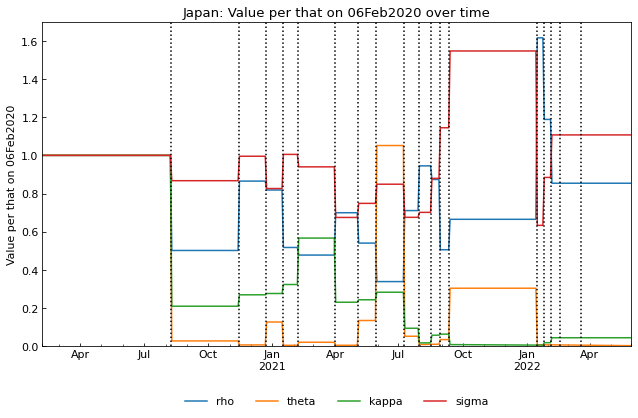 Japan: Value per that on 06Feb2020 over time
Value per that on 06Feb2020
1.6
1.4
1.2
1.0
0.8
0.6
0.4
0.2
0.0
Apr Jul Oct Jan Apr Jul Oct Jan Apr
2021 2022
rho theta kappa sigma